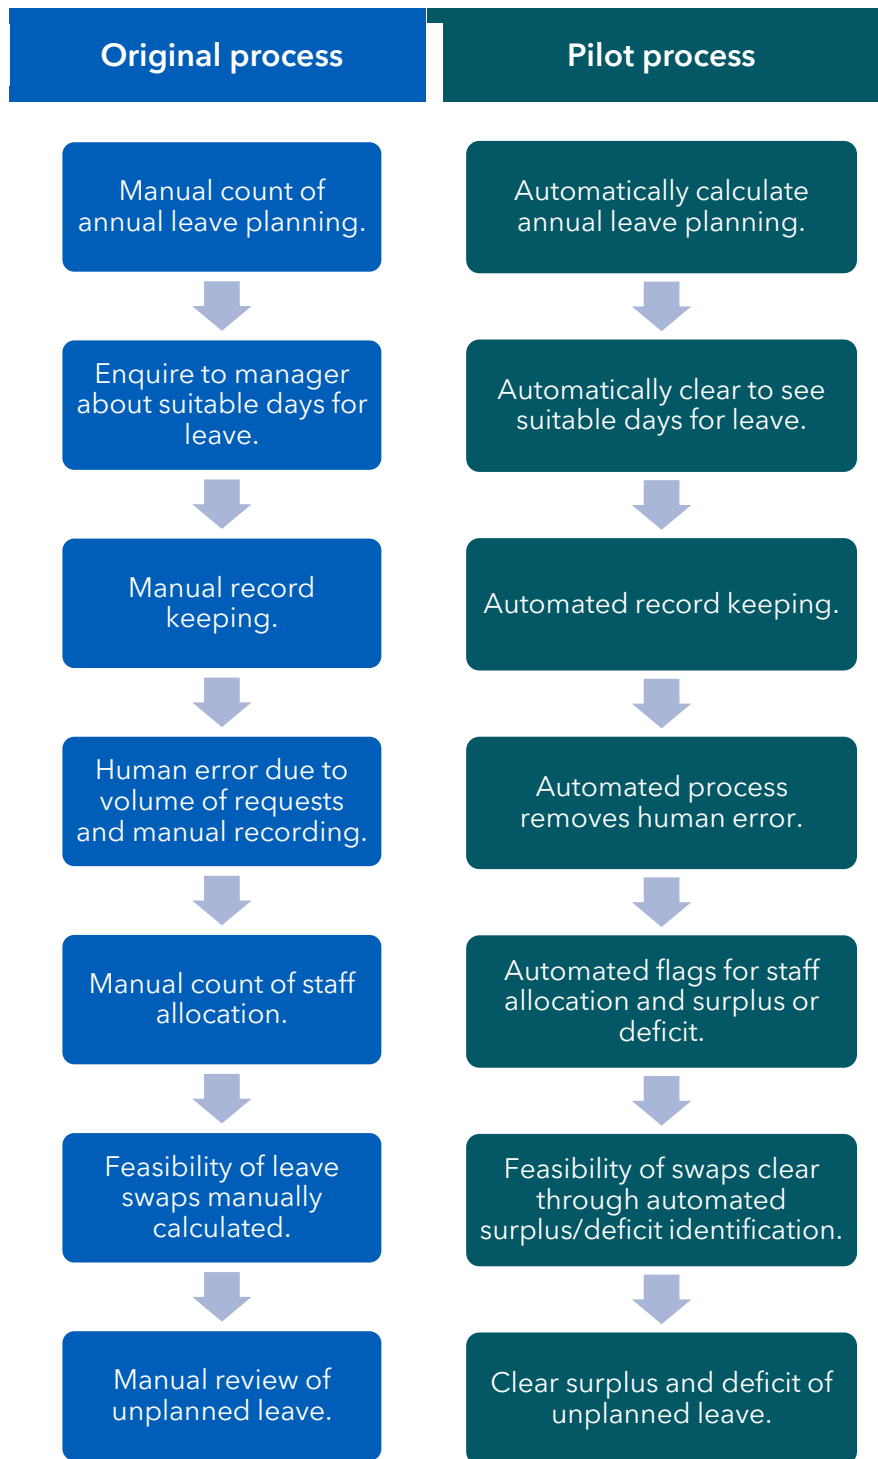 Original process
Manual count of
annual leave planning.
Enquire to manager
about suitable days for
leave.
Manual record
keeping.
Human error due to
volume of requests
and manual recording.
Manual count of staff
allocation.
Feasibility of leave
swaps manually
calculated.
Manual review of
unplanned leave.
Pilot process
Automatically calculate
annual leave planning.
Automatically clear to see
suitable days for leave.
Automated record keeping.
Automated process
removes human error.
Automated flags for staff
allocation and surplus or
deficit.
Feasibility of swaps clear
through automated
surplus/deficit identification.
Clear surplus and deficit of
unplanned leave.